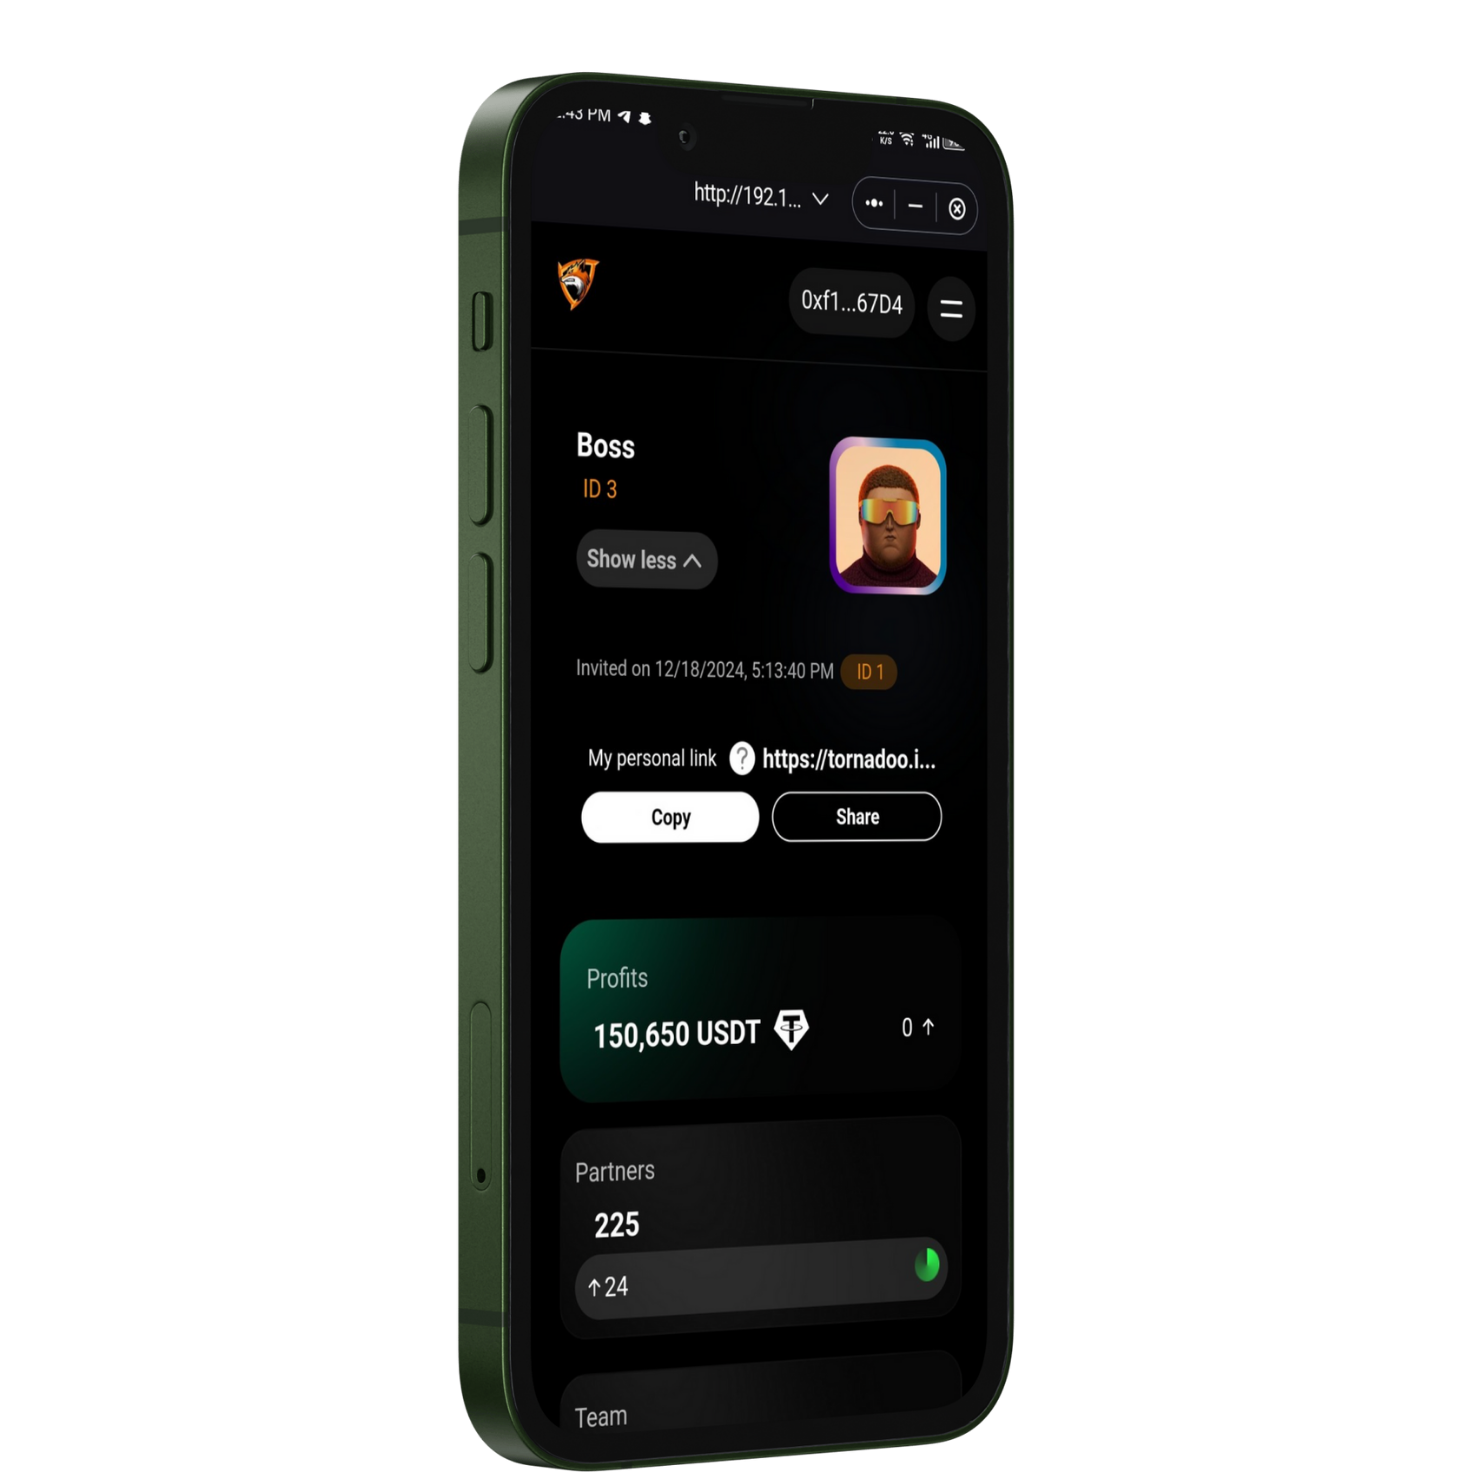 43 PM
K/S 4G
http://192.1...
0xf1...67D4
Boss
ID 3
Show less
Invited on 12/18/2024, 5:13:40 PM ID 1
My personal link ? https://tornadoo.i...
Copy Share
Profits
150,650 USDT 0 ↑
Partners
225
↑24
Team